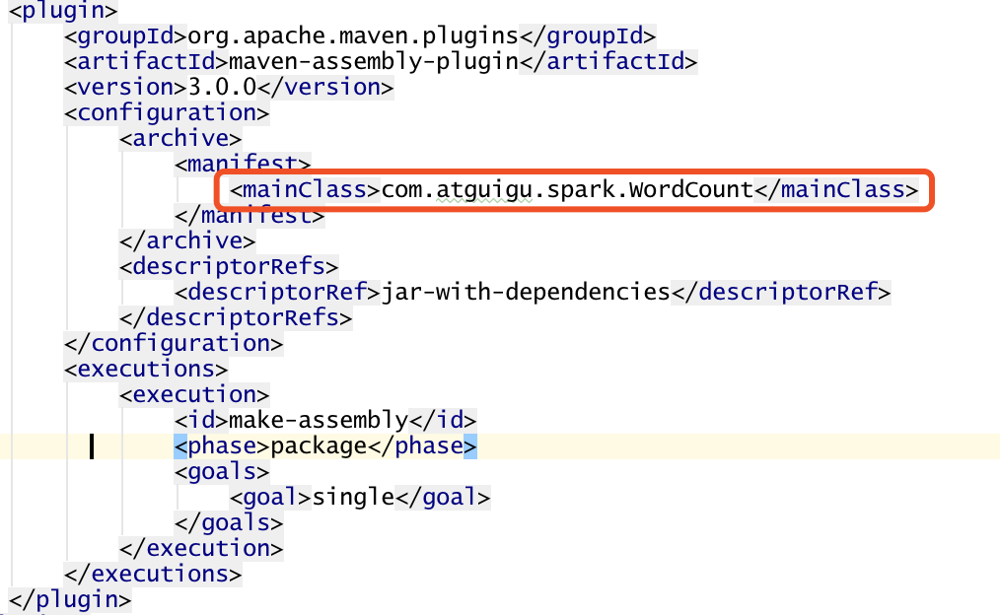 <plugin>
    <groupId>org.apache.maven.plugins</groupId>
    <artifactId>maven-assembly-plugin</artifactId>
    <version>3.0.0</version>
    <configuration>
        <archive>
            <manifest>
                <mainClass>com.atguigu.spark.WordCount</mainClass>
            </manifest>
        </archive>
        <descriptorRefs>
            <descriptorRef>jar-with-dependencies</descriptorRef>
        </descriptorRefs>
    </configuration>
    <executions>
        <execution>
            <id>make-assembly</id>
            <phase>package</phase>
            <goals>
                <goal>single</goal>
            </goals>
        </execution>
    </executions>
</plugin>